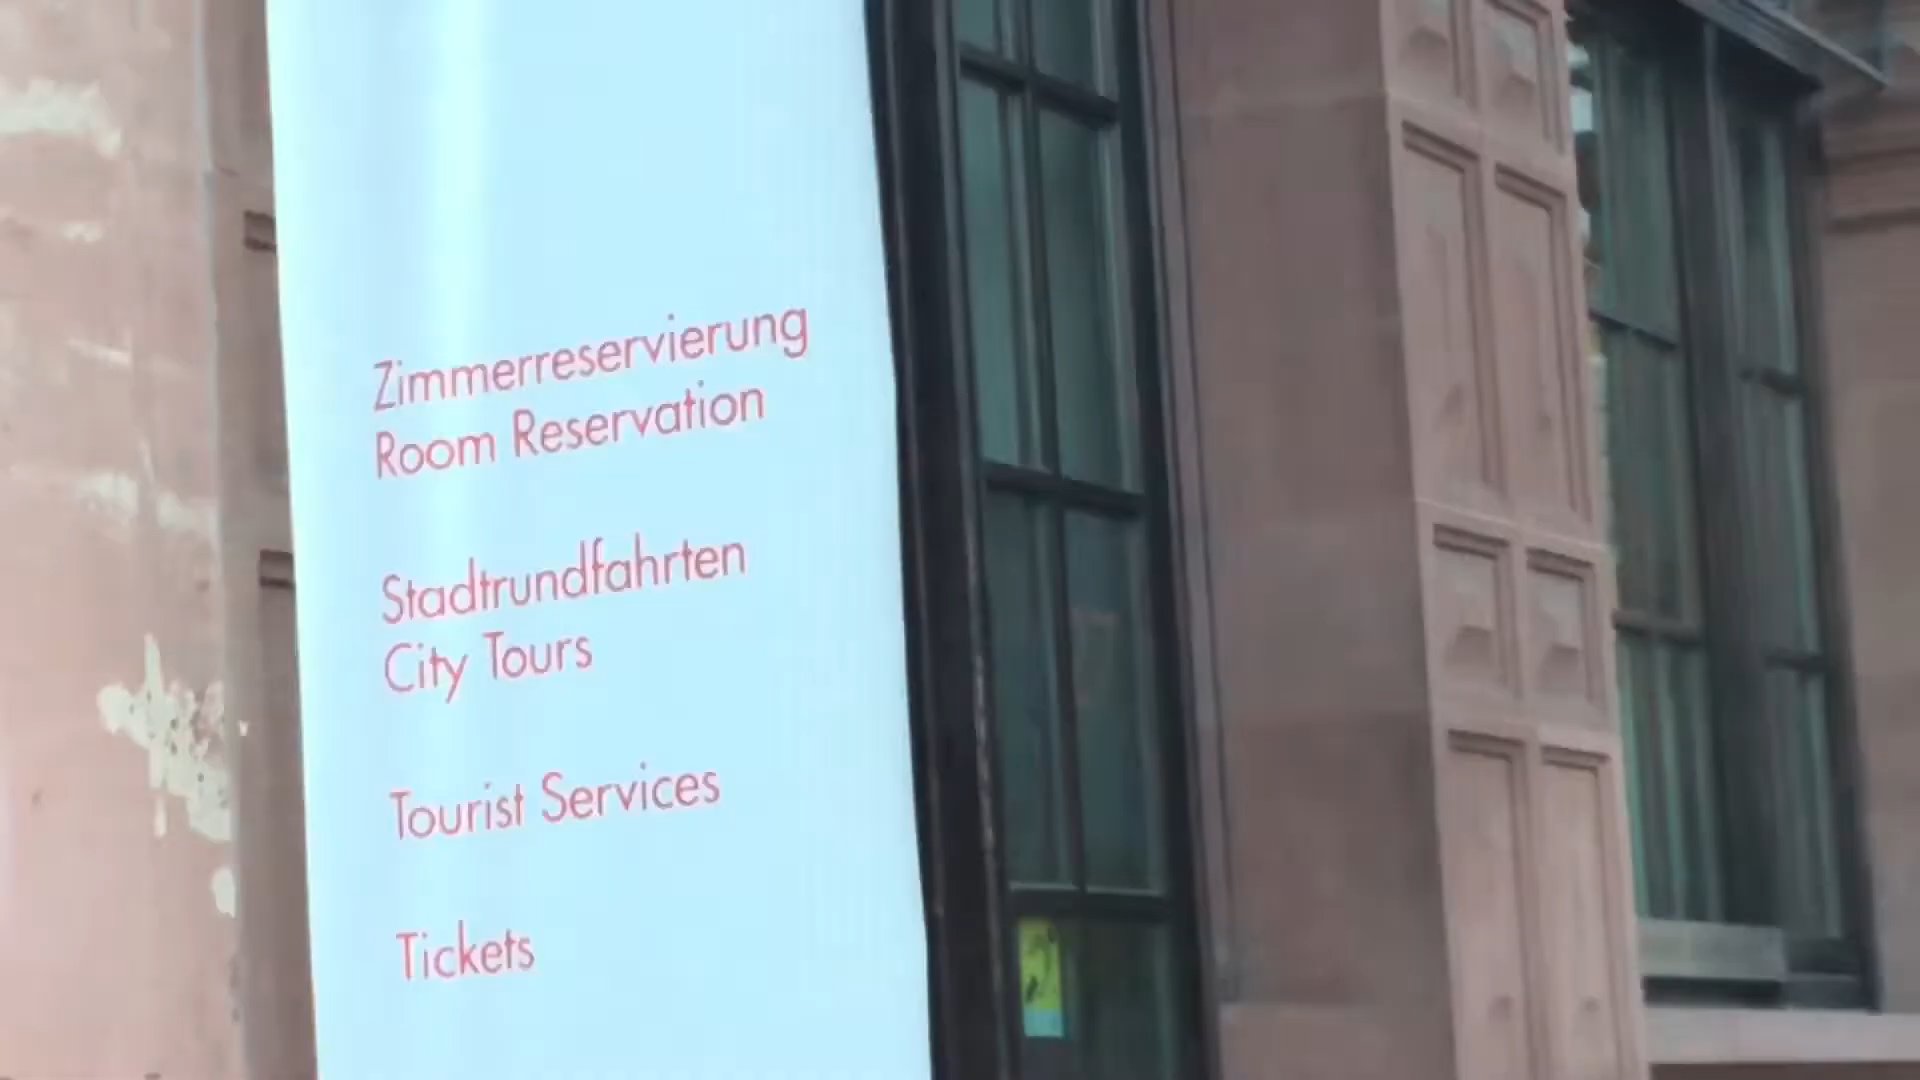 Zimmerreservierung
Room Reservation
Stadtrundfahrten
City Tours
Tourist Services
Tickets